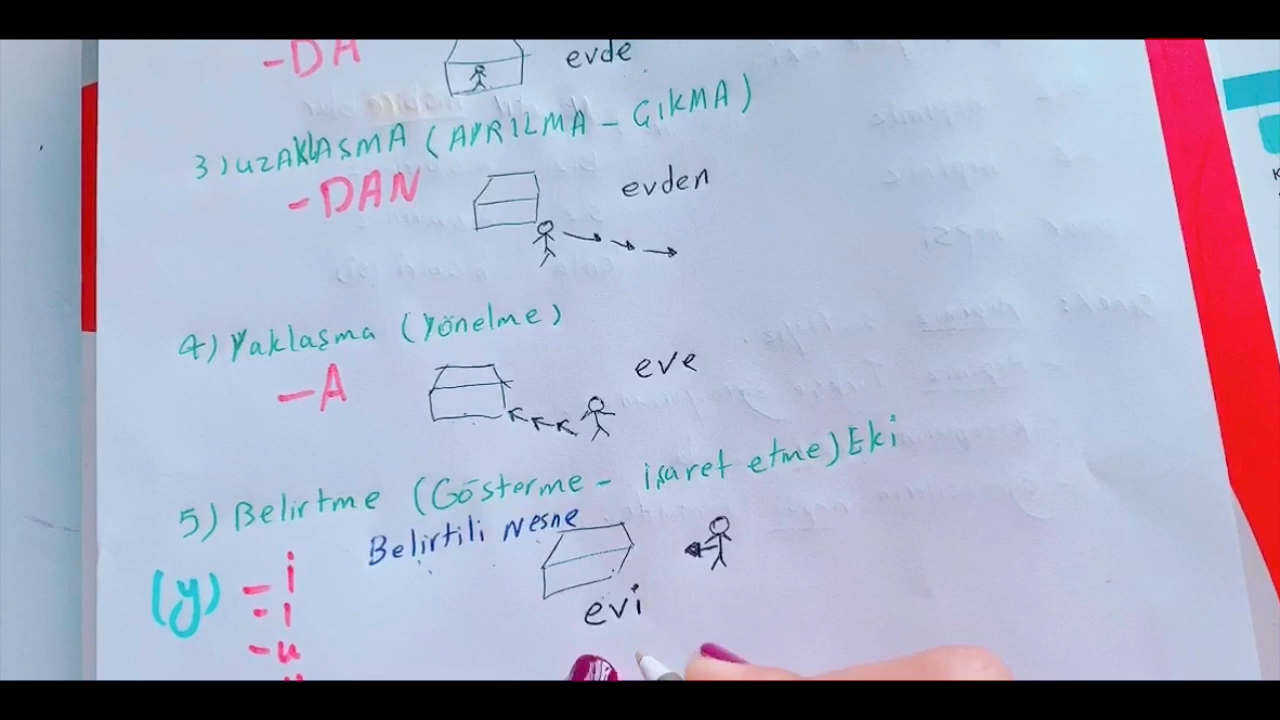 -DA evde
3) UZAKLAŞMA (AYRILMA - ÇIKMA)
-DAN evden
4) Yaklaşma (Yönelme)
-A eve
5) Belirtme (Gösterme - işaret etme) Eki
Belirtili Nesne
(y) -i
-ı evi
-u